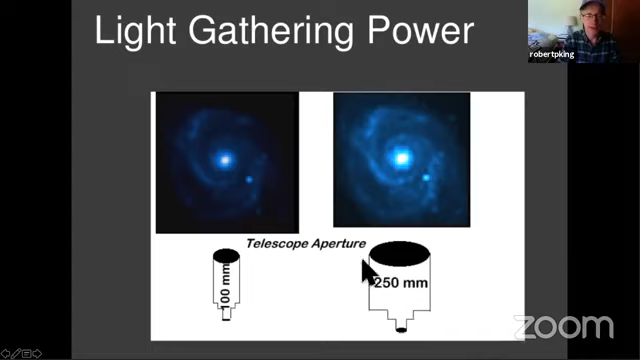 Light Gathering Power
robertpking
Telescope Aperture
100 mm
250 mm
zoom